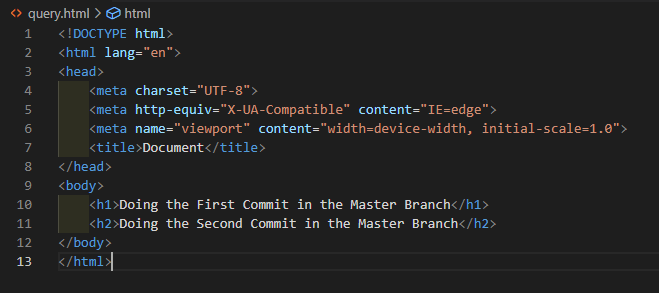 query.html > html
1 <!DOCTYPE html>
2 <html lang="en">
3 <head>
4     <meta charset="UTF-8">
5     <meta http-equiv="X-UA-Compatible" content="IE=edge">
6     <meta name="viewport" content="width=device-width, initial-scale=1.0">
7     <title>Document</title>
8 </head>
9 <body>
10     <h1>Doing the First Commit in the Master Branch</h1>
11     <h2>Doing the Second Commit in the Master Branch</h2>
12 </body>
13 </html>